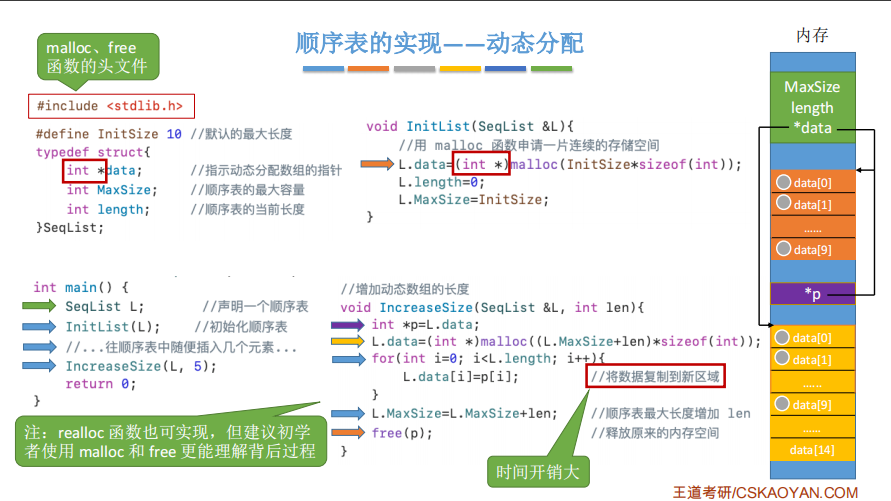 顺序表的实现——动态分配
malloc、free
函数的头文件
#include <stdlib.h>
#define InitSize 10 //默认的最大长度
typedef struct{
int *data; //指示动态分配数组的指针
int MaxSize; //顺序表的最大容量
int length; //顺序表的当前长度
}SeqList;
void InitList(SeqList &L){
//用 malloc 函数申请一片连续的存储空间
L.data=(int *)malloc(InitSize*sizeof(int));
L.length=0;
L.MaxSize=InitSize;
}
int main() {
SeqList L; //声明一个顺序表
InitList(L); //初始化顺序表
//...往顺序表中随便插入几个元素...
IncreaseSize(L, 5);
return 0;
}
注：realloc 函数也可实现，但建议初学
者使用 malloc 和 free 更能理解背后过程
//增加动态数组的长度
void IncreaseSize(SeqList &L, int len){
int *p=L.data;
L.data=(int *)malloc((L.MaxSize+len)*sizeof(int));
for(int i=0; i<L.length; i++){
L.data[i]=p[i]; //将数据复制到新区域
}
L.MaxSize=L.MaxSize+len; //顺序表最大长度增加 len
free(p); //释放原来的内存空间
}
时间开销大
内存
MaxSize
length
*data
data[0]
data[1]
......
data[9]
*p
data[0]
data[1]
......
data[9]
......
data[14]
王道考研/CSKAOYAN.COM